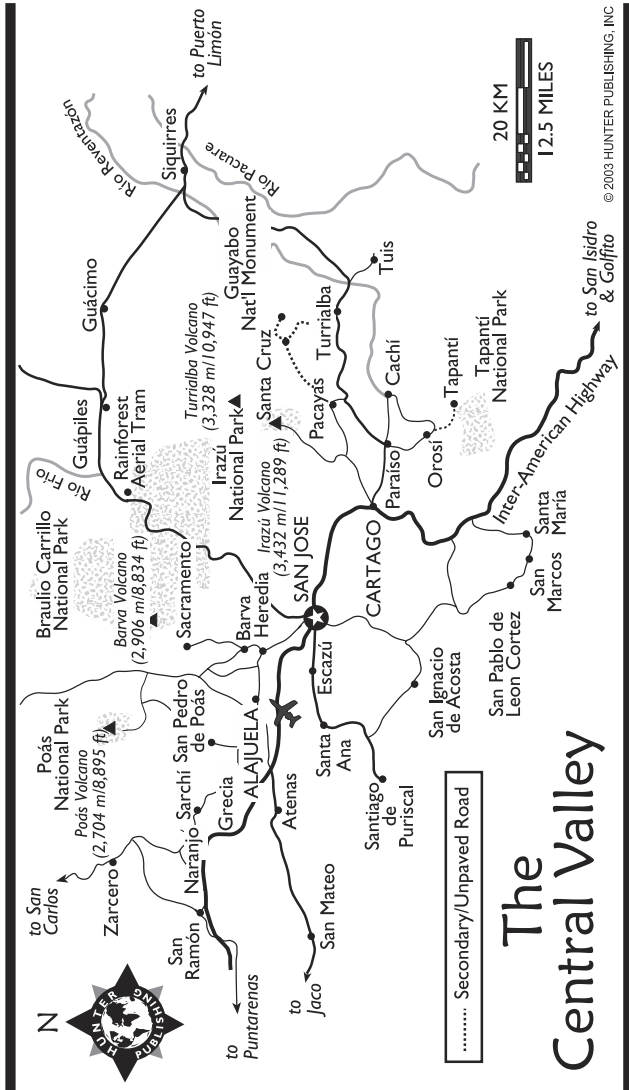 N
HUNTER
PUBLISHING
to San
Carlos
Zarcero
San
Ramón
to
Puntarenas
Naranjo
Sarchí
Grecia
Poás
National Park
Poás Volcano
(2,704 m/8,895 ft)
San Pedro
de Poás
ALAJUELA
Atenas
San Mateo
to
Jaco
Braulio Carrillo
National Park
Barva Volcano
(2,906 m/8,834 ft)
Sacramento
Barva
Heredia
SAN JOSE
Escazú
Santa
Ana
Santiago
de
Puriscal
San Ignacio
de Acosta
San Pablo de
Leon Cortez
San
Marcos
Santa
María
Río Frío
Guápiles
Rainforest
Aerial Tram
Guácimo
Irazú
National Park
Irazú Volcano
(3,432 m/11,289 ft)
Turrialba Volcano
(3,328 m/10,947 ft)
Santa Cruz
Guayabo
Nat'l Monument
Pacayas
Turrialba
Tuis
CARTAGO
Paraíso
Cachí
Orosí
Tapantí
Tapantí
National Park
Río Reventazón
Siquirres
Río Pacuare
to Puerto
Limón
Inter-American Highway
to San Isidro
& Golfito
The
Central Valley
Secondary/Unpaved Road
20 KM
12.5 MILES
© 2003 HUNTER PUBLISHING, INC